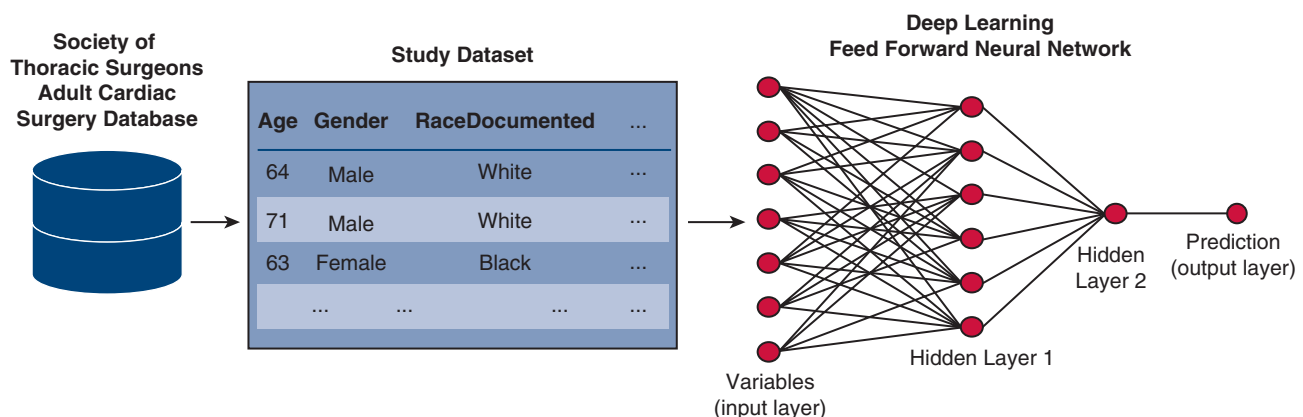 Society of
Thoracic Surgeons
Adult Cardiac
Surgery Database
Study Dataset
Age Gender RaceDocumented ...
64 Male White ...
71 Male White ...
63 Female Black ...
... ... ... ...
Deep Learning
Feed Forward Neural Network
Variables
(input layer)
Hidden Layer 1
Hidden
Layer 2
Prediction
(output layer)